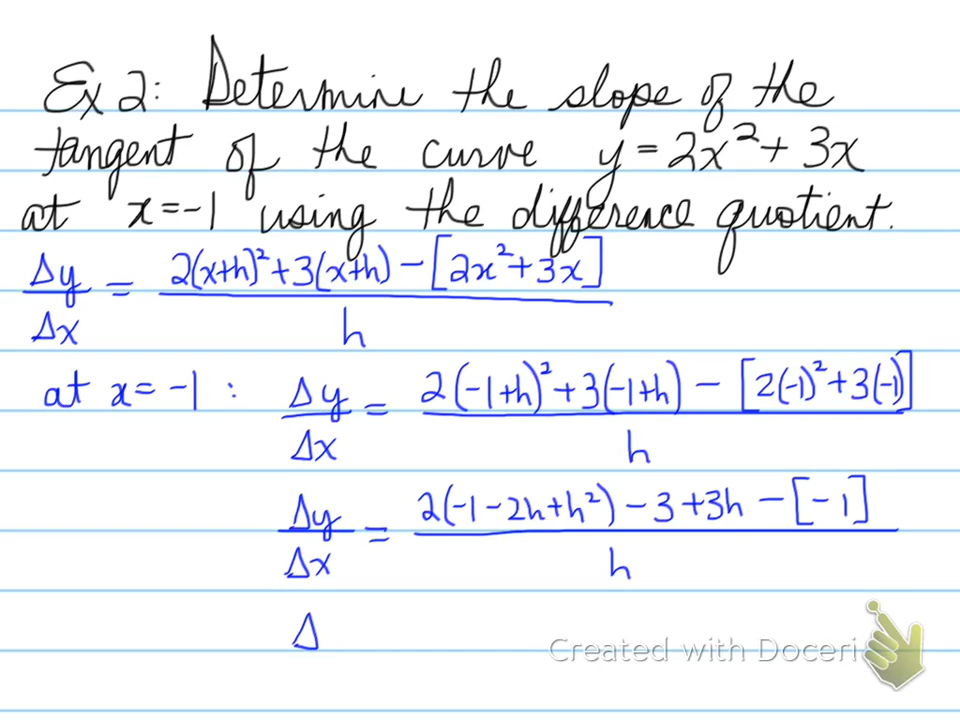 Ex 2: Determine the slope of the
tangent of the curve y = 2x² + 3x
at x = -1 using the difference quotient.
Δy/Δx = (2(x+h)² + 3(x+h) - [2x² + 3x])/h
at x = -1 : Δy/Δx = (2(-1+h)² + 3(-1+h) - [2(-1)² + 3(-1)])/h
Δy/Δx = (2(-1 - 2h + h²) - 3 + 3h - [-1])/h
Δ
Created with Doceri